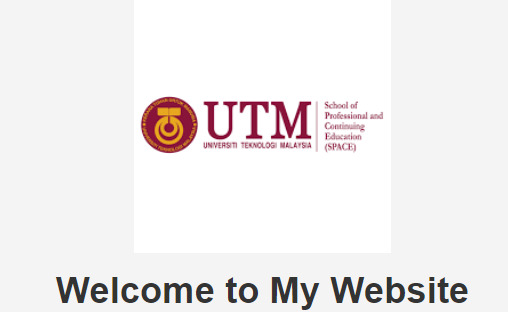 UTM
UNIVERSITI TEKNOLOGI MALAYSIA
School of
Professional and
Continuing
Education
(SPACE)
Welcome to My Website